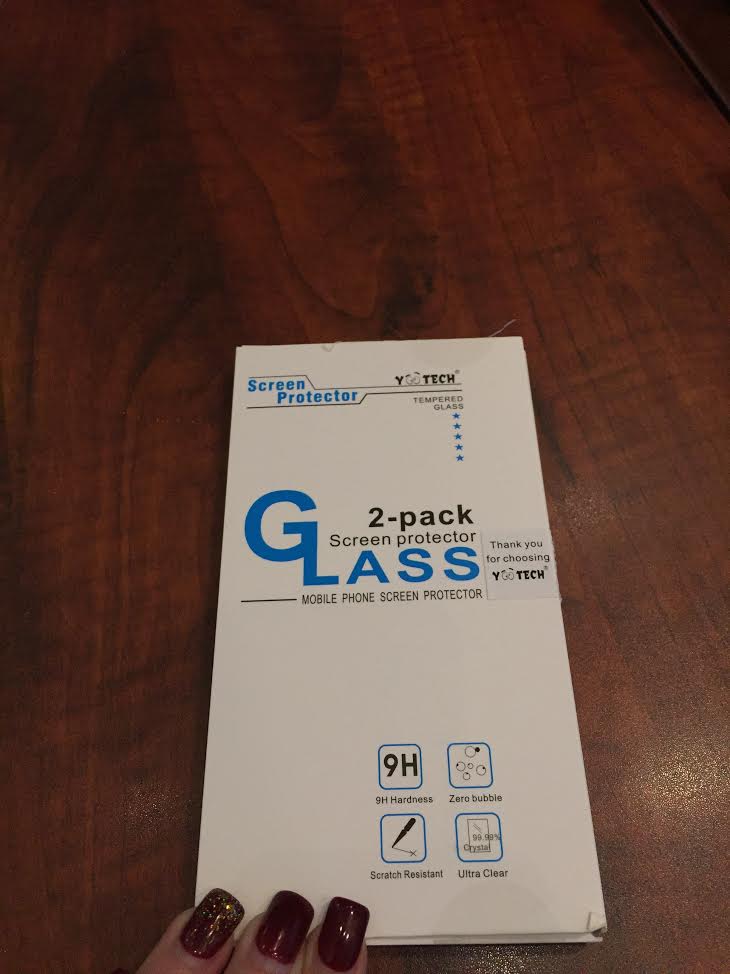 Screen
Protector
YOOTECH®
TEMPERED
GLASS
2-pack
Screen protector
GLASS
MOBILE PHONE SCREEN PROTECTOR
Thank you
for choosing
YOOTECH®
9H
9H Hardness
Zero bubble
99.99%
Crystal
Scratch Resistant
Ultra Clear